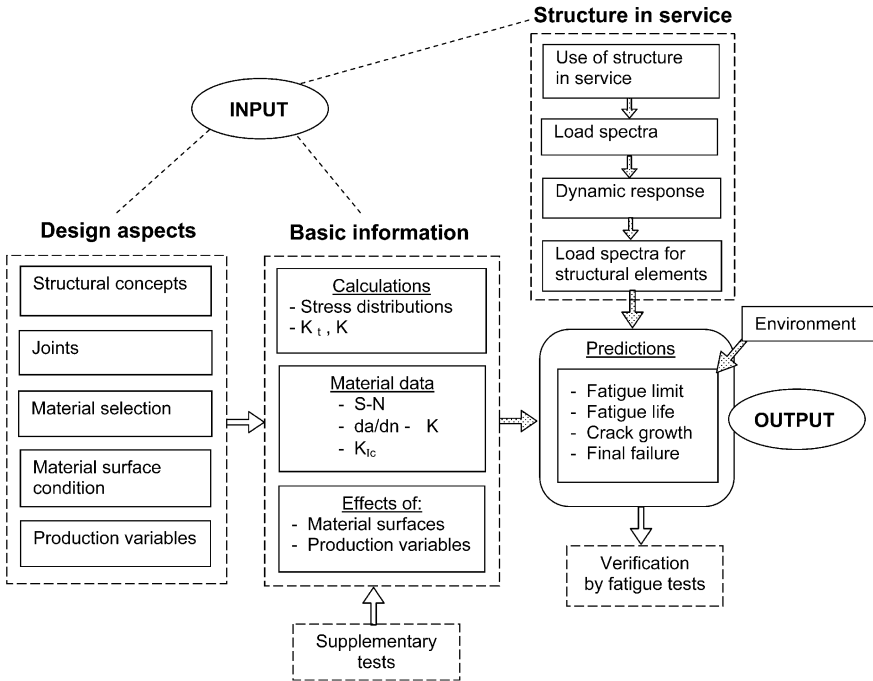 Structure in service
Use of structure
in service
Load spectra
Dynamic response
Load spectra for
structural elements
INPUT
Design aspects
Structural concepts
Joints
Material selection
Material surface
condition
Production variables
Basic information
Calculations
- Stress distributions
- K t , K
Material data
- S-N
- da/dn - K
- KIc
Effects of:
- Material surfaces
- Production variables
Supplementary
tests
Environment
Predictions
- Fatigue limit
- Fatigue life
- Crack growth
- Final failure
OUTPUT
Verification
by fatigue tests